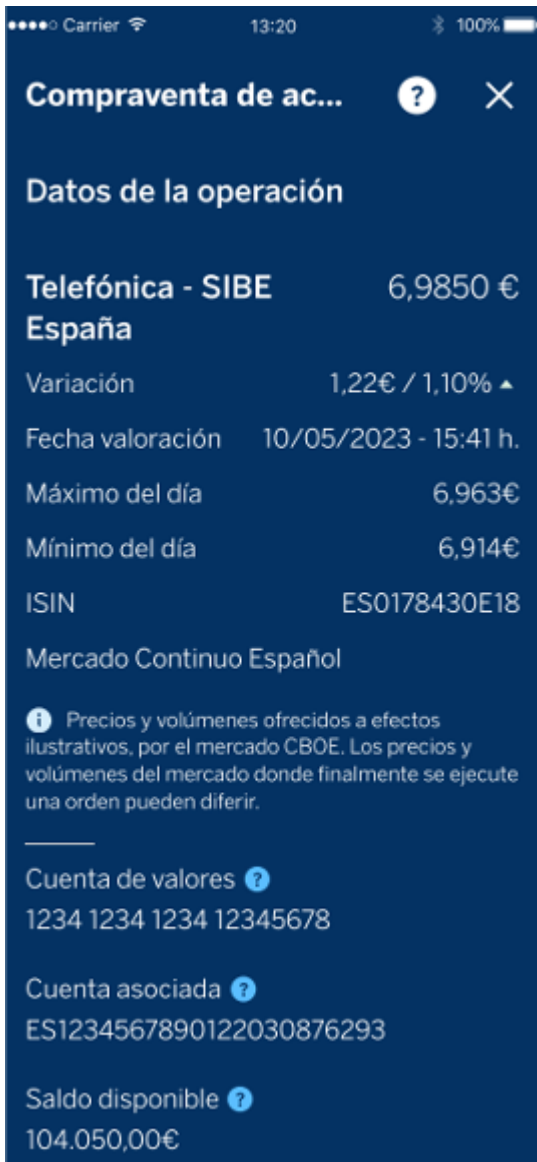 Carrier 13:20 100%
Compraventa de ac... ? ×
Datos de la operación
Telefónica - SIBE 6,9850 €
España
Variación 1,22€ / 1,10% ▲
Fecha valoración 10/05/2023 - 15:41 h.
Máximo del día 6,963€
Mínimo del día 6,914€
ISIN ES0178430E18
Mercado Continuo Español
i Precios y volúmenes ofrecidos a efectos
ilustrativos, por el mercado CBOE. Los precios y
volúmenes del mercado donde finalmente se ejecute
una orden pueden diferir.
Cuenta de valores ?
1234 1234 1234 12345678
Cuenta asociada ?
ES1234567890122030876293
Saldo disponible ?
104.050,00€